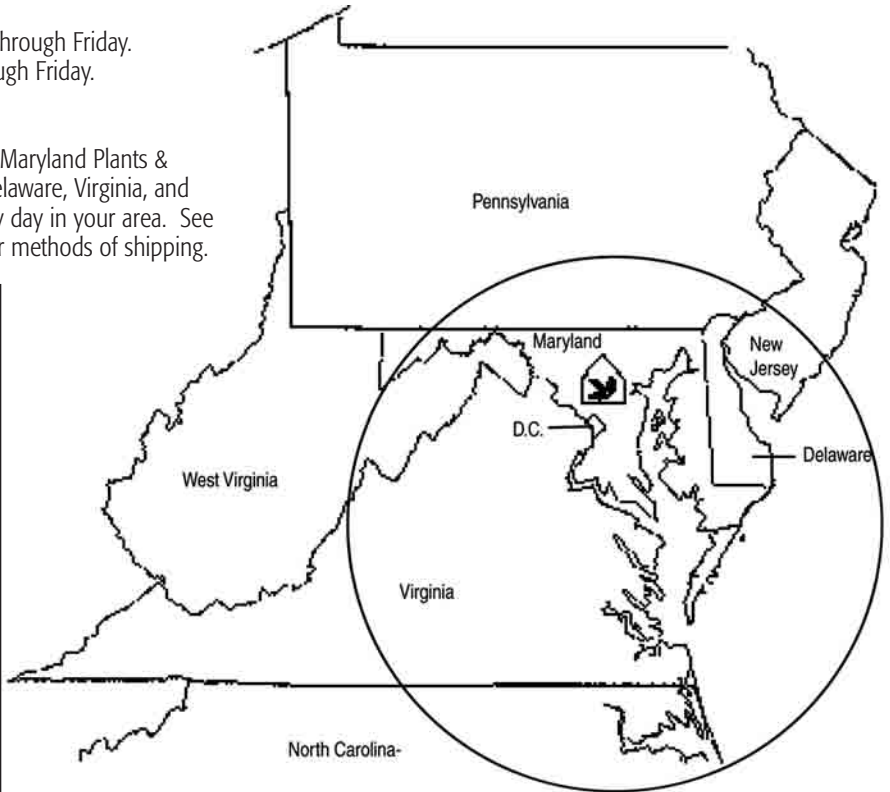 hrough Friday.
ugh Friday.
Maryland Plants &
elaware, Virginia, and
y day in your area.  See
r methods of shipping.
Pennsylvania
Maryland
New
Jersey
D.C.
Delaware
West Virginia
Virginia
North Carolina-